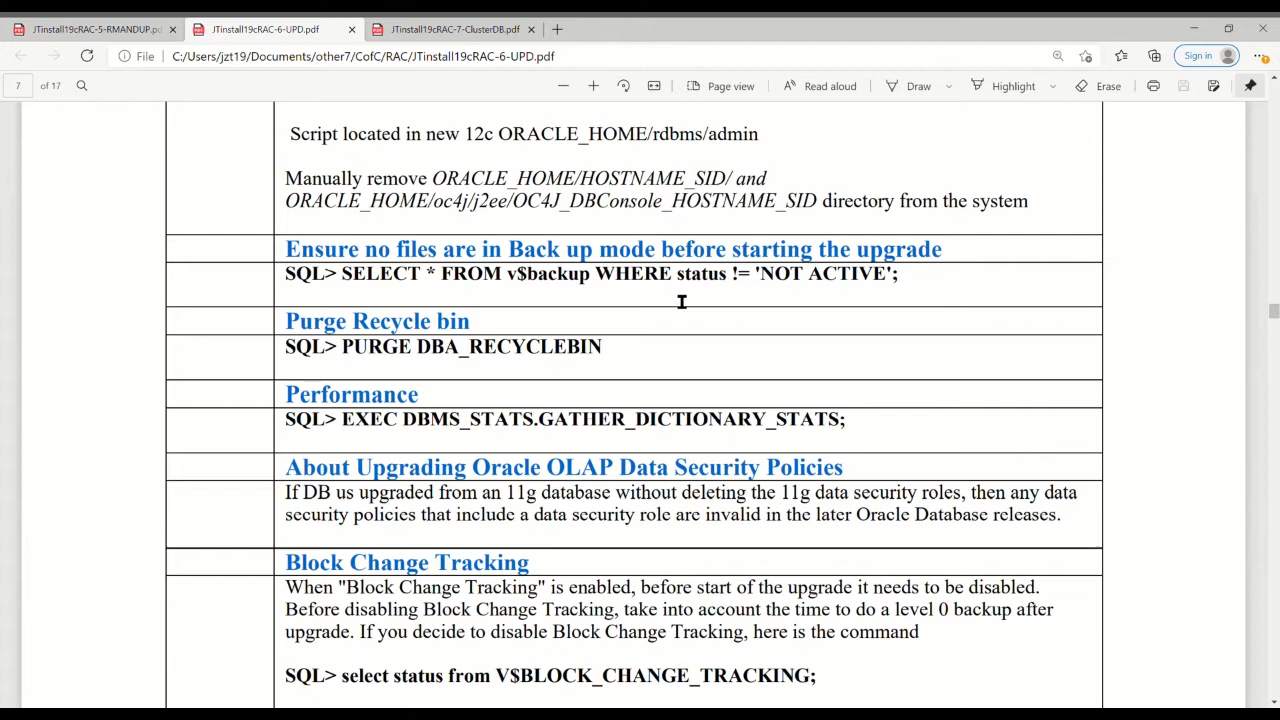 JTinstall19cRAC-5-RMANDUP.pd
JTinstall19cRAC-6-UPD.pdf
JTinstall19cRAC-7-ClusterDB.pdf
File
C:/Users/jzt19/Documents/other7/CofC/RAC/JTinstall19cRAC-6-UPD.pdf
Sign in
7 of 17
Page view
Read aloud
Draw
Highlight
Erase
Script located in new 12c ORACLE_HOME/rdbms/admin
Manually remove ORACLE_HOME/HOSTNAME_SID/ and
ORACLE_HOME/oc4j/j2ee/OC4J_DBConsole_HOSTNAME_SID directory from the system
Ensure no files are in Back up mode before starting the upgrade
SQL> SELECT * FROM v$backup WHERE status != 'NOT ACTIVE';
Purge Recycle bin
SQL> PURGE DBA_RECYCLEBIN
Performance
SQL> EXEC DBMS_STATS.GATHER_DICTIONARY_STATS;
About Upgrading Oracle OLAP Data Security Policies
If DB us upgraded from an 11g database without deleting the 11g data security roles, then any data
security policies that include a data security role are invalid in the later Oracle Database releases.
Block Change Tracking
When "Block Change Tracking" is enabled, before start of the upgrade it needs to be disabled.
Before disabling Block Change Tracking, take into account the time to do a level 0 backup after
upgrade. If you decide to disable Block Change Tracking, here is the command
SQL> select status from V$BLOCK_CHANGE_TRACKING;